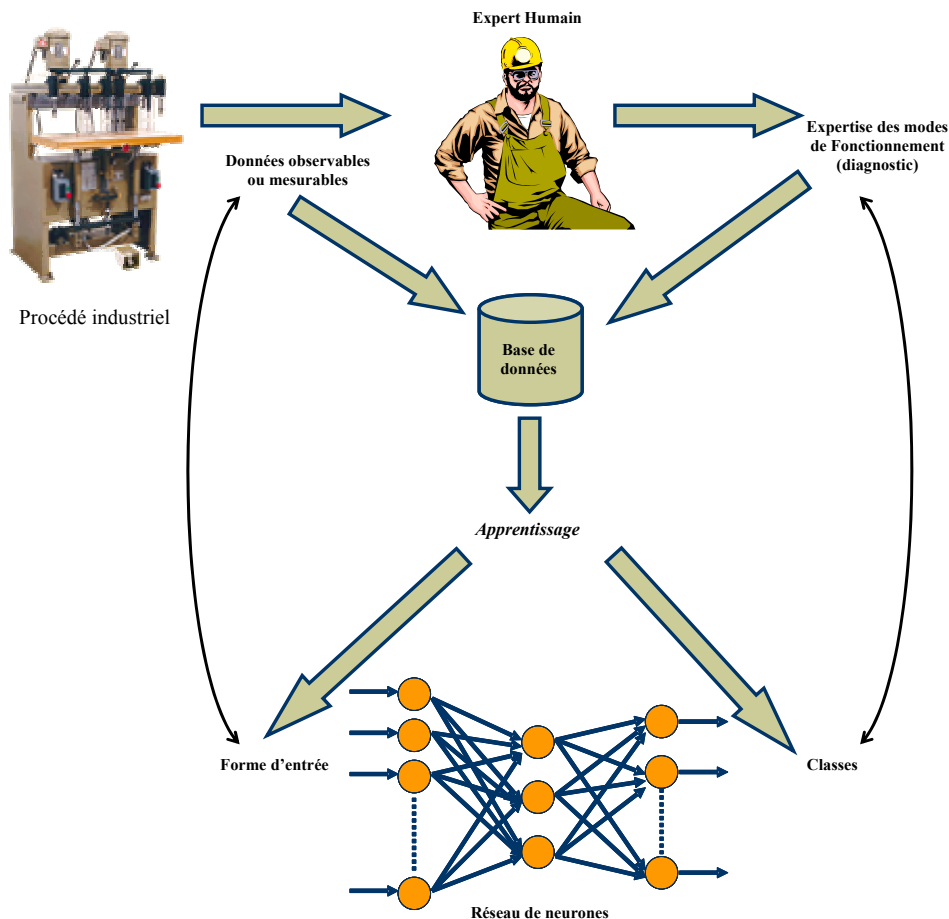 Expert Humain
Données observables
ou mesurables
Expertise des modes
de Fonctionnement
(diagnostic)
Procédé industriel
Base de
données
Apprentissage
Forme d'entrée
Classes
Réseau de neurones